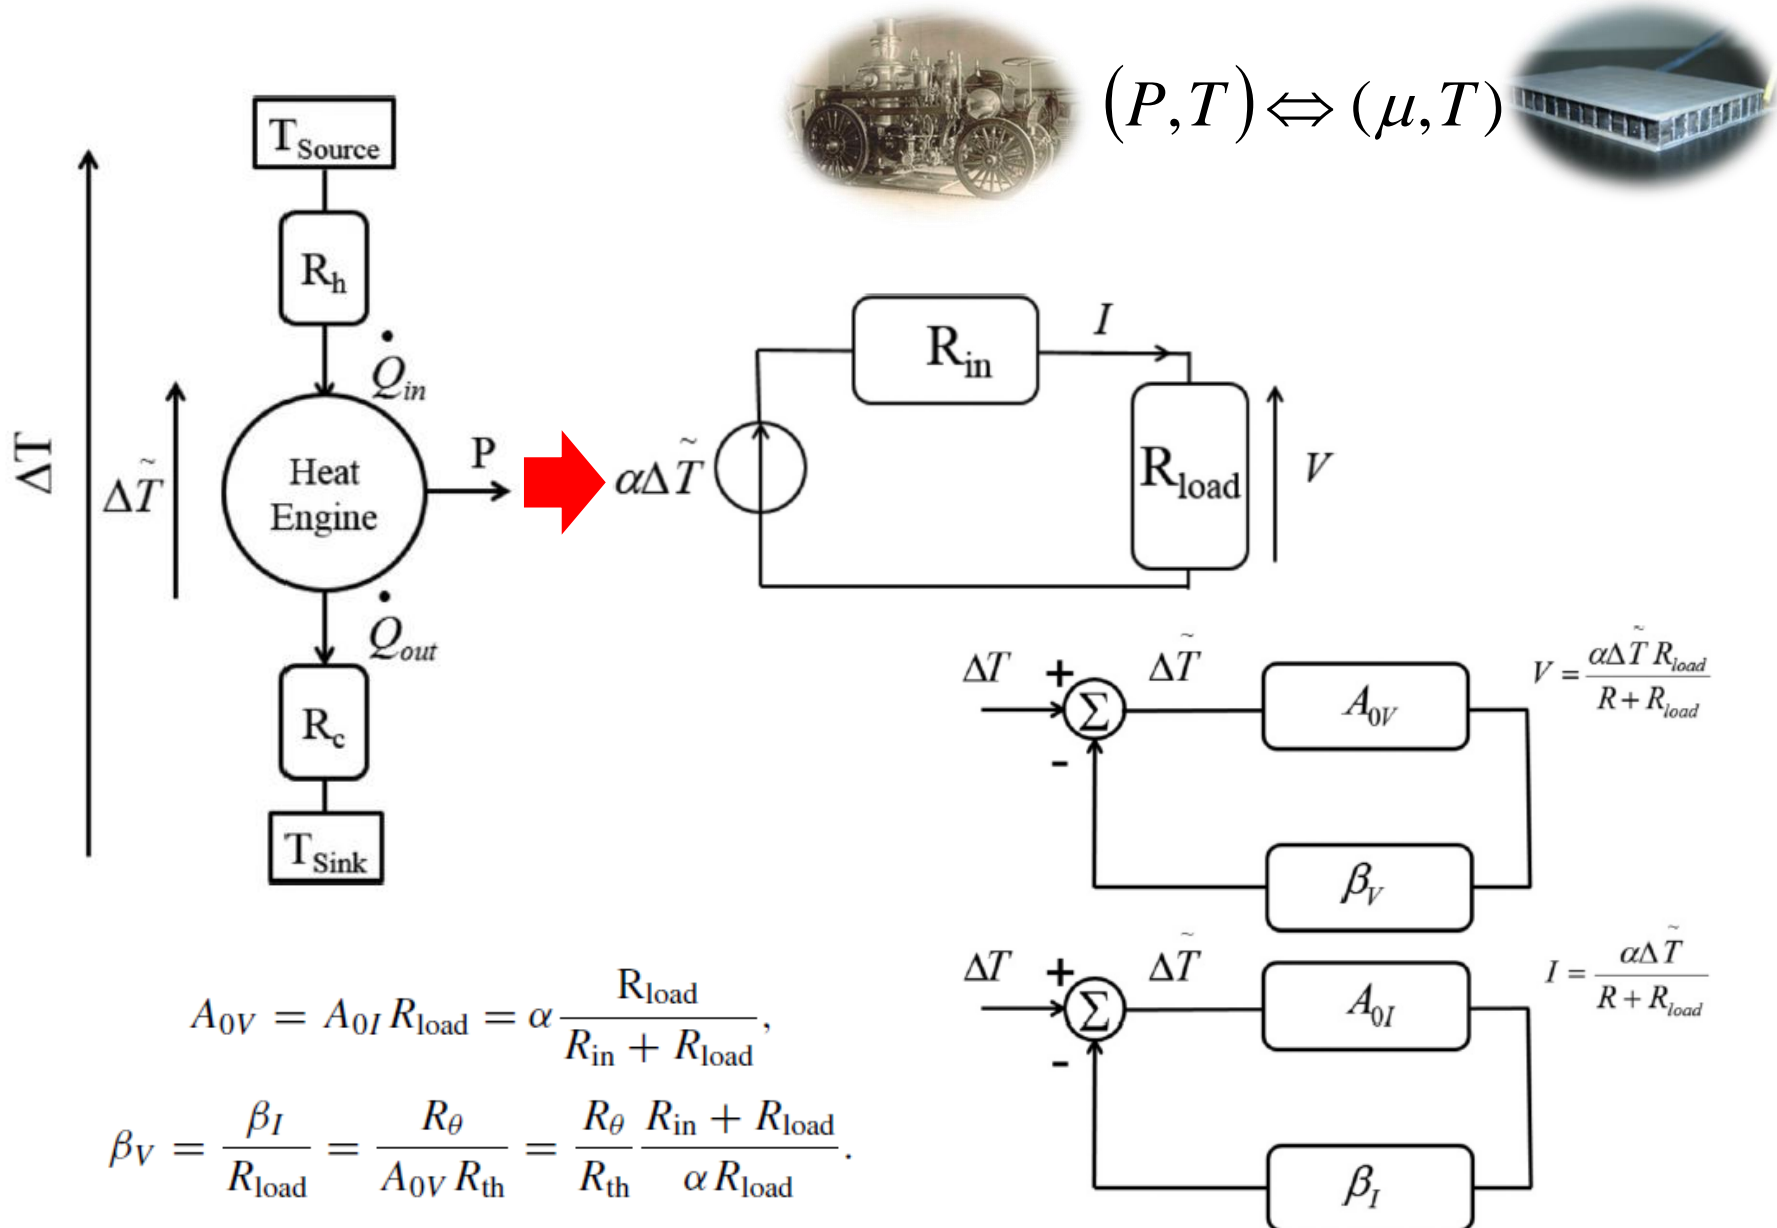 (P,T)⇔(μ,T)
T_Source
R_h
Q̇_in
ΔT
ΔT̃
Heat
Engine
P
Q̇_out
R_c
T_Sink
R_in
I
αΔT̃
R_load
V
ΔT + Σ - ΔT̃ A_0V
V = αΔT̃ R_load / (R + R_load)
β_V
ΔT + Σ - ΔT̃ A_0I
I = αΔT̃ / (R + R_load)
β_I
A_0V = A_0I R_load = α R_load / (R_in + R_load),
β_V = β_I / R_load = R_θ / (A_0V R_th) = (R_θ / R_th) (R_in + R_load) / (α R_load).